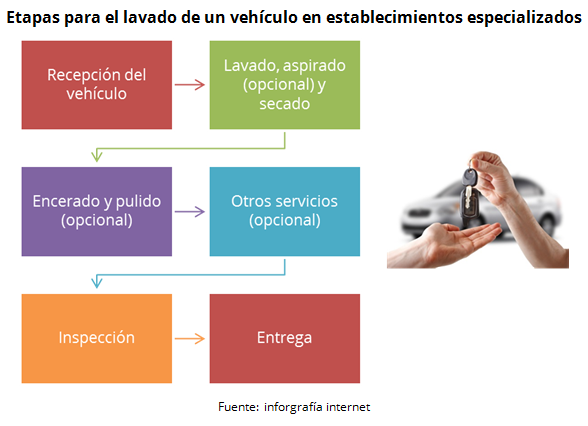 Etapas para el lavado de un vehículo en establecimientos especializados
Recepción del
vehículo
Lavado, aspirado
(opcional) y
secado
Encerado y pulido
(opcional)
Otros servicios
(opcional)
Inspección
Entrega
Fuente: inforgrafía internet